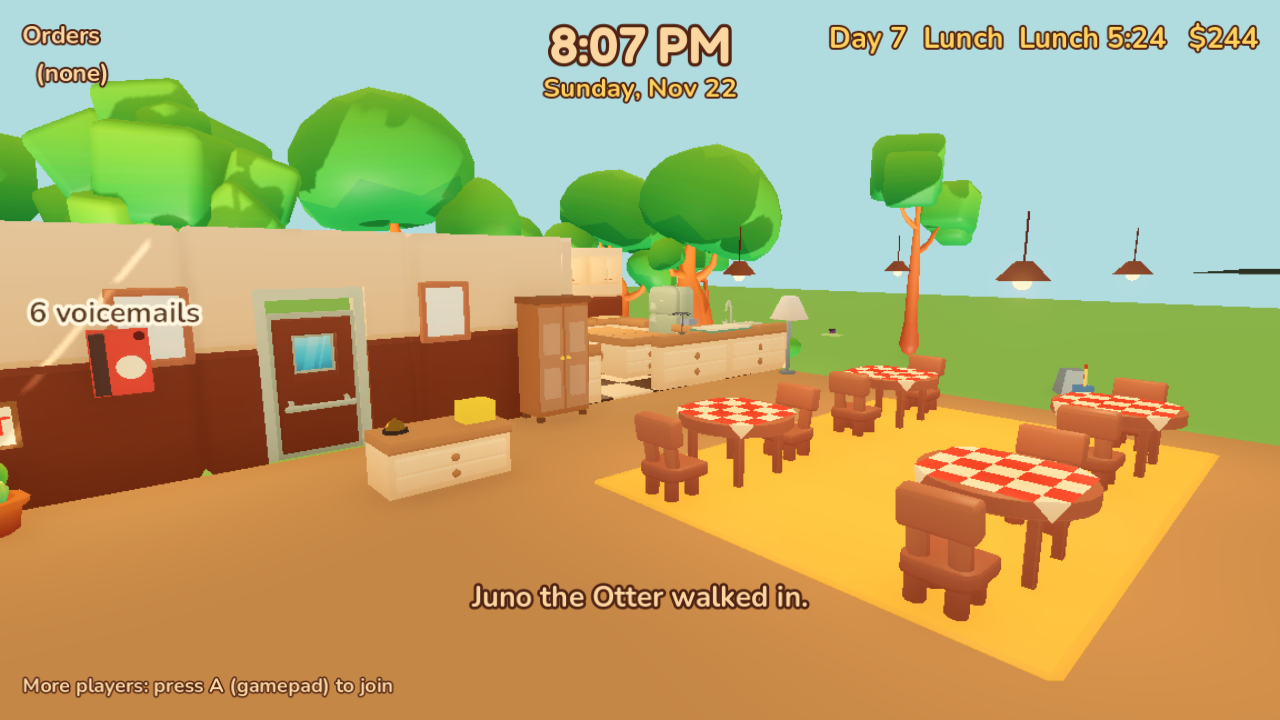 Orders
(none)
8:07 PM
Sunday, Nov 22
Day 7 Lunch Lunch 5:24 $244
6 voicemails
Juno the Otter walked in.
More players: press A (gamepad) to join